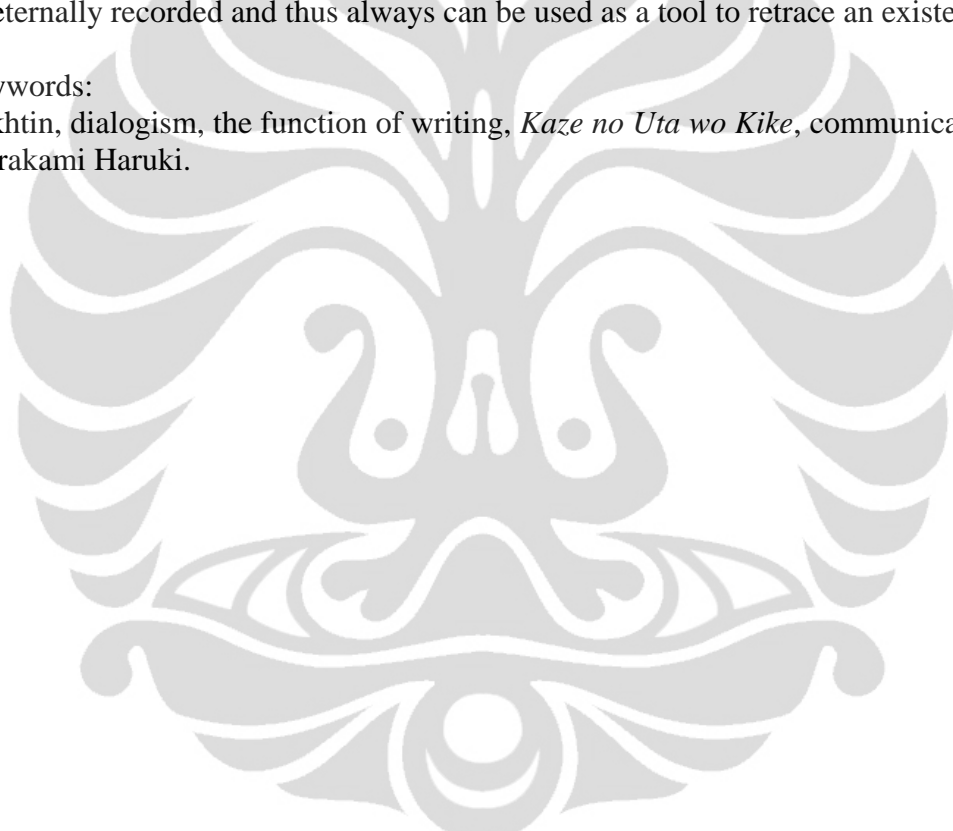 eternally recorded and thus always can be used as a tool to retrace an existe
ywords:
khtin, dialogism, the function of writing, Kaze no Uta wo Kike, communica
rakami Haruki.